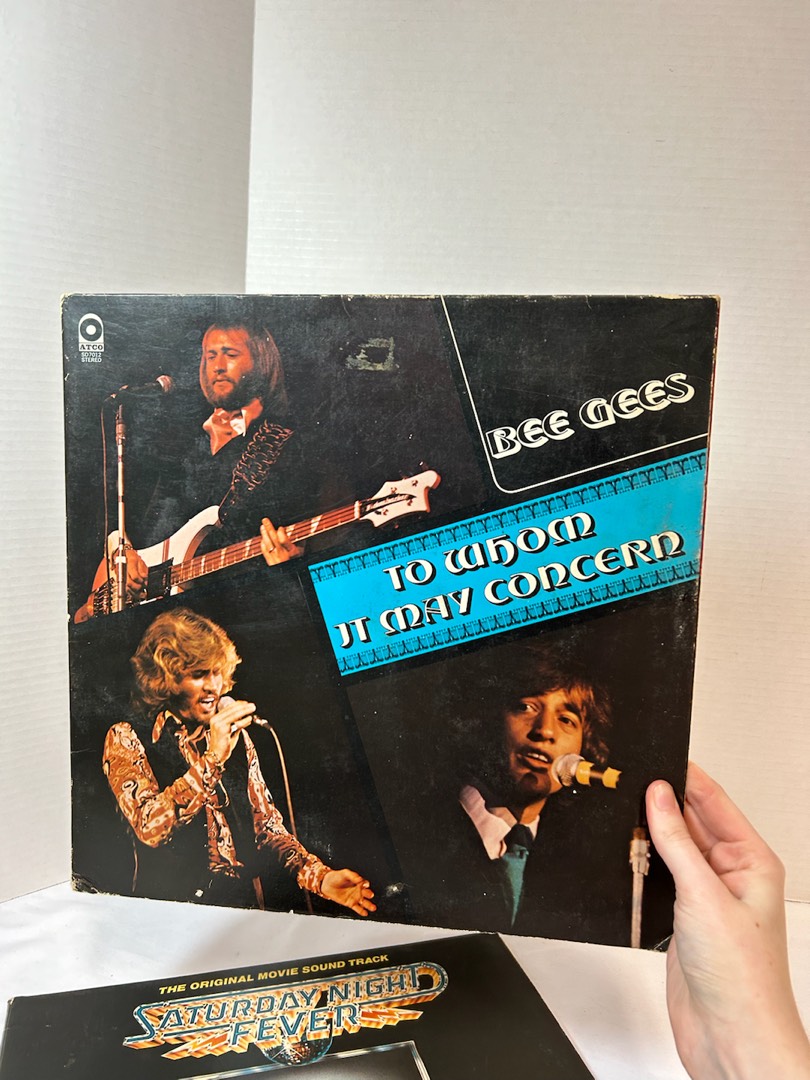 ATCO
SD7012
STEREO
BEE GEES
TO WHOM
IT MAY CONCERN
THE ORIGINAL MOVIE SOUND TRACK
SATURDAY NIGHT
FEVER